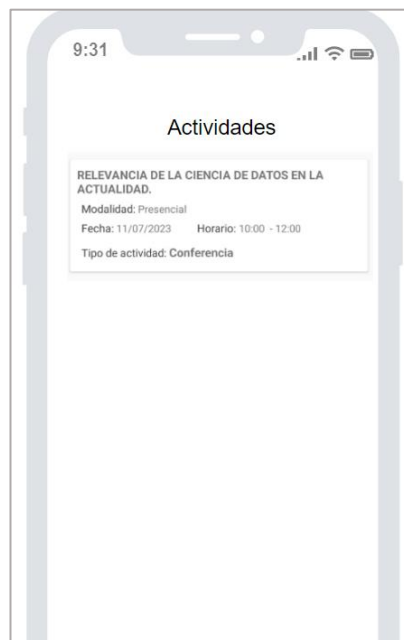 9:31
Actividades
RELEVANCIA DE LA CIENCIA DE DATOS EN LA
ACTUALIDAD.
Modalidad: Presencial
Fecha: 11/07/2023 Horario: 10:00 - 12:00
Tipo de actividad: Conferencia